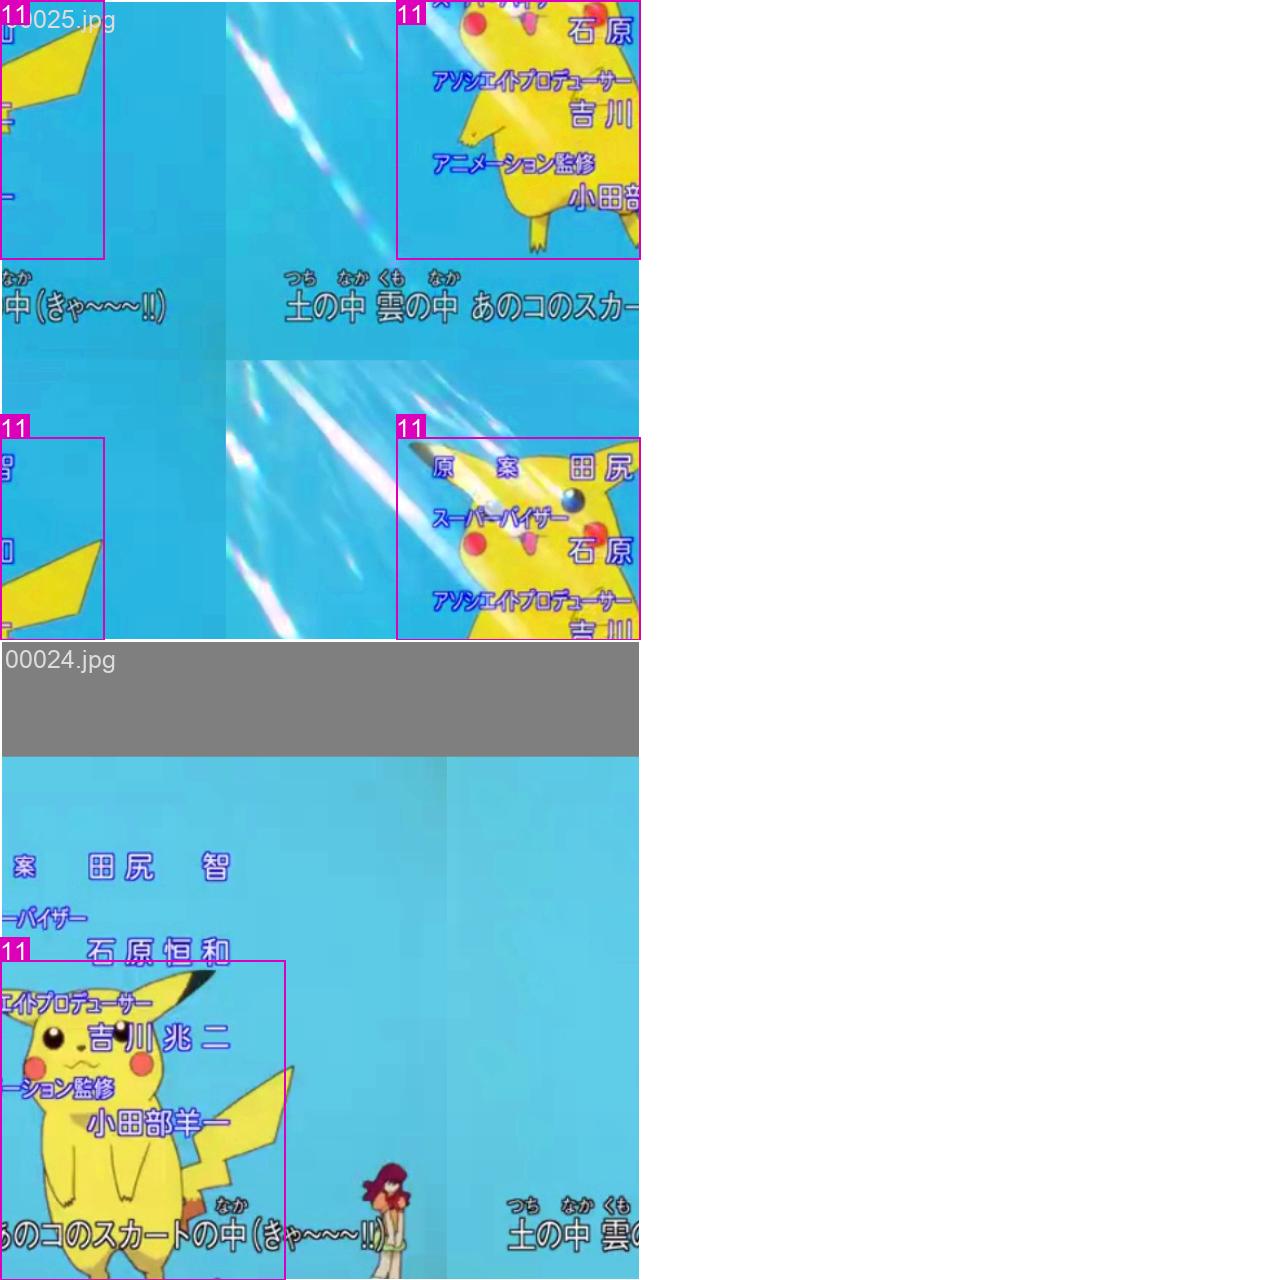 11
00025.jpg
11
石原
アソシエイトプロデューサー
吉川
アニメーション監修
小田部
なか
中(きゃ~~~!!)
つち なか くも なか
土の中 雲の中 あのコのスカー
11
11
智
原 案 田尻
スーパーバイザー
和
石原
アソシエイトプロデューサー
吉川
00024.jpg
案 田尻 智
ーバイザー
石原恒和
11
エイトプロデューサー
吉川兆二
ーション監修
小田部羊一
なか
あのコのスカートの中(きゃ~~~!!)
つち なか くも
土の中 雲の